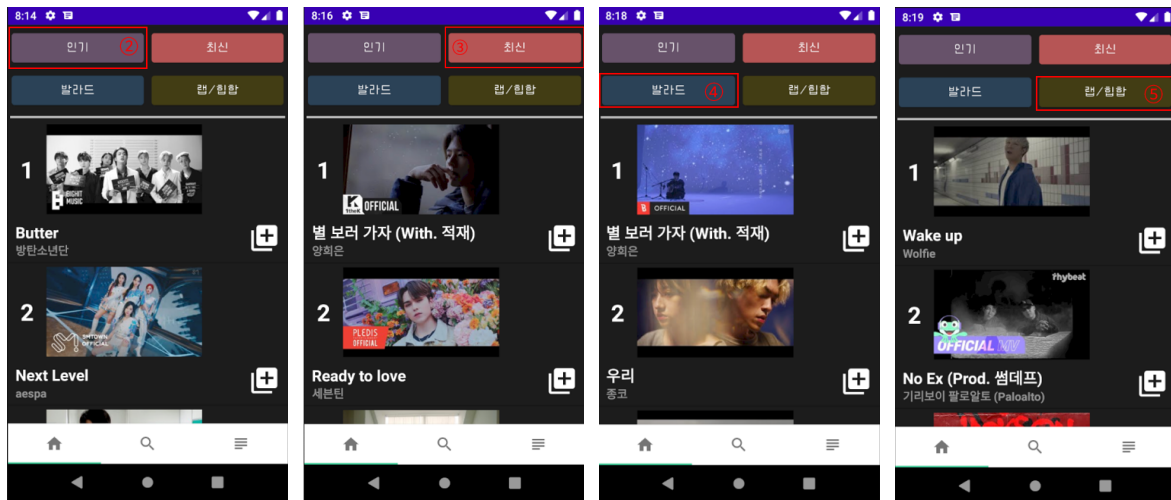 8:14
인기 ②
최신
발라드
랩/힙합
1
BIGHIT
MUSIC
Butter
방탄소년단
2
SMTOWN
OFFICIAL
Next Level
aespa
8:16
인기
③ 최신
발라드
랩/힙합
1
K OFFICIAL
1theK
별 보러 가자 (With. 적재)
양희은
2
PLEDIS
OFFICIAL
Ready to love
세븐틴
8:18
인기
최신
발라드 ④
랩/힙합
1
OFFICIAL
별 보러 가자 (With. 적재)
양희은
2
우리
종코
8:19
인기
최신
발라드
랩/힙합 ⑤
1
Wake up
Wolfie
2
thybeat
OFFICIAL MV
No Ex (Prod. 썸데프)
기리보이 팔로알토 (Paloalto)